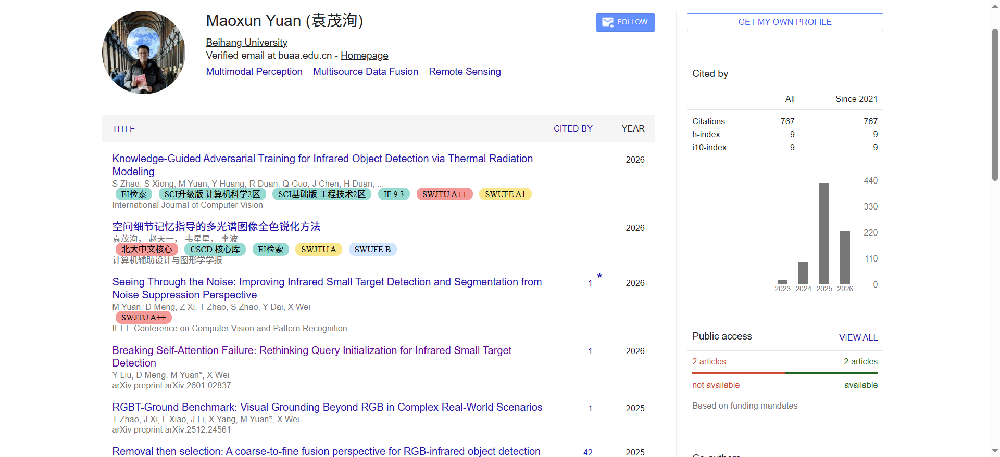 Maoxun Yuan (袁茂洵)
Beihang University
Verified email at buaa.edu.cn - Homepage
Multimodal Perception Multisource Data Fusion Remote Sensing
FOLLOW
TITLE CITED BY YEAR
Knowledge-Guided Adversarial Training for Infrared Object Detection via Thermal Radiation 2026
Modeling
S Zhao, S Xiong, M Yuan, Y Huang, R Duan, Q Guo, J Chen, H Duan, ...
EI检索 SCI升级版 计算机科学2区 SCI基础版 工程技术2区 IF 9.3 SWJTU A++ SWUFE A1
International Journal of Computer Vision
空间细节记忆指导的多光谱图像全色锐化方法 2026
袁茂洵， 赵天一， 韦星星， 李波
北大中文核心 CSCD 核心库 EI检索 SWJTU A SWUFE B
计算机辅助设计与图形学学报
Seeing Through the Noise: Improving Infrared Small Target Detection and Segmentation from 1 * 2026
Noise Suppression Perspective
M Yuan, D Meng, Z Xi, T Zhao, S Zhao, Y Dai, X Wei
SWJTU A++
IEEE Conference on Computer Vision and Pattern Recognition
Breaking Self-Attention Failure: Rethinking Query Initialization for Infrared Small Target 1 2026
Detection
Y Liu, D Meng, M Yuan*, X Wei
arXiv preprint arXiv:2601.02837
RGBT-Ground Benchmark: Visual Grounding Beyond RGB in Complex Real-World Scenarios 1 2025
T Zhao, J Xi, L Xiao, J Li, X Yang, M Yuan*, X Wei
arXiv preprint arXiv:2512.24561
Removal then selection: A coarse-to-fine fusion perspective for RGB-infrared object detection 42 2025
GET MY OWN PROFILE
Cited by
All Since 2021
Citations 767 767
h-index 9 9
i10-index 9 9
440
330
220
110
0
2023 2024 2025 2026
Public access VIEW ALL
2 articles 2 articles
not available available
Based on funding mandates
Co-authors